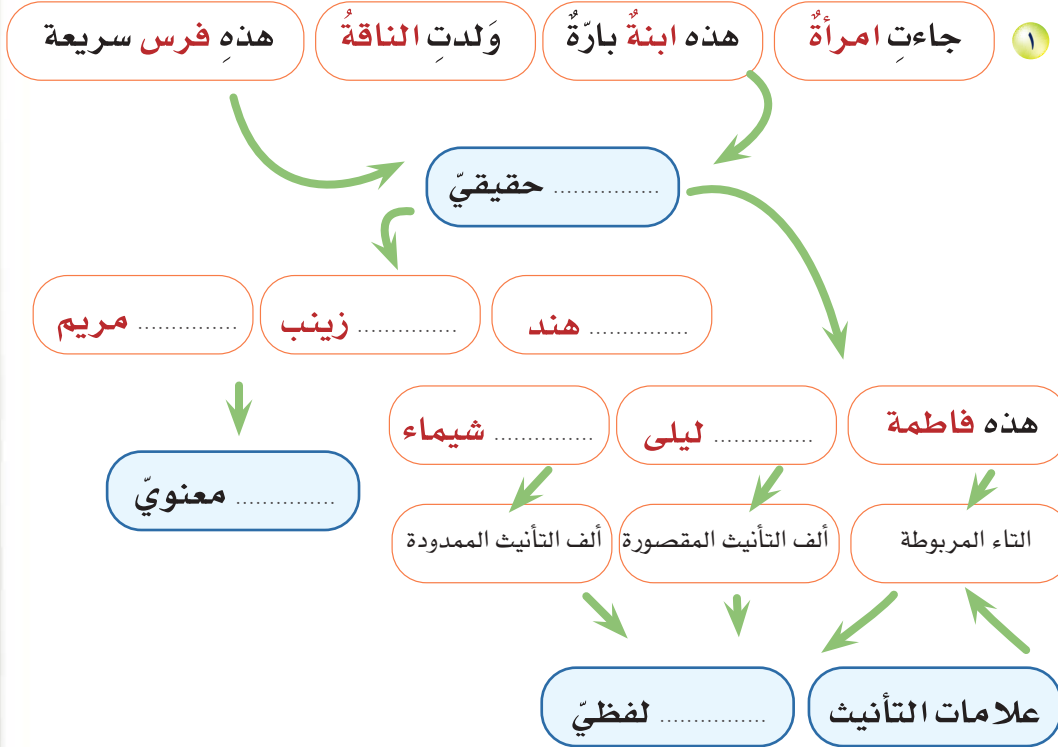 ١
جاءتِ امرأةٌ
هذه ابنةٌ بارّةٌ
وَلدتِ الناقةُ
هذهِ فرس سريعة
............... حقيقيّ
.............. هند
.............. زينب
.............. مريم
هذه فاطمة
.............. ليلى
.............. شيماء
.............. معنويّ
التاء المربوطة
ألف التأنيث المقصورة
ألف التأنيث الممدودة
علامات التأنيث
............... لفظيّ